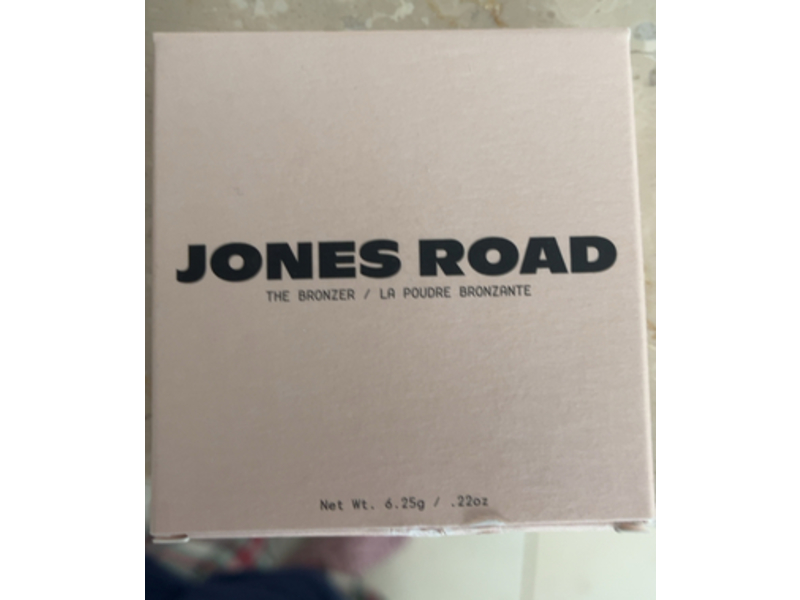 JONES ROAD
THE BRONZER / LA POUDRE BRONZANTE
Net Wt. 6.25g / .22oz